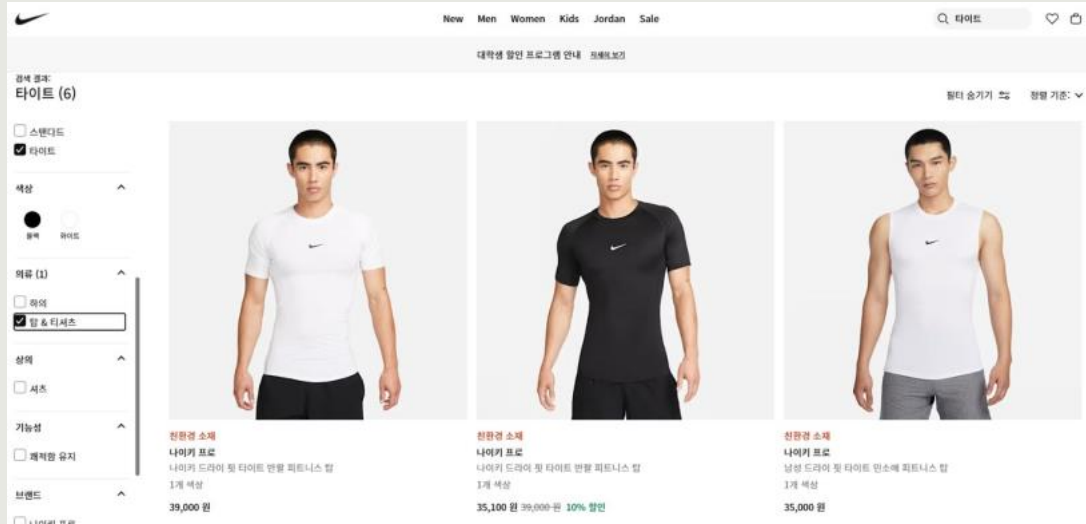 New Men Women Kids Jordan Sale
타이트
대학생 할인 프로그램 안내 자세히 보기
검색 결과:
타이트 (6)
필터 숨기기
정렬 기준:
스탠다드
타이트
색상
블랙
화이트
의류 (1)
하의
탑 & 티셔츠
상의
셔츠
기능성
쾌적함 유지
브랜드
나이키 프로
친환경 소재
나이키 프로
나이키 드라이 핏 타이트 반팔 피트니스 탑
1개 색상
39,000 원
친환경 소재
나이키 프로
나이키 드라이 핏 타이트 반팔 피트니스 탑
1개 색상
35,100 원 39,000 원 10% 할인
친환경 소재
나이키 프로
남성 드라이 핏 타이트 민소매 피트니스 탑
1개 색상
35,000 원